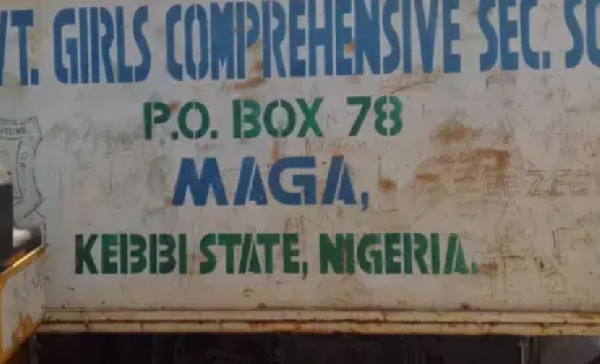 VT. GIRLS COMPREHENSIVE SEC. SC
P.O. BOX 78
MAGA,
KEBBI STATE, NIGERIA.